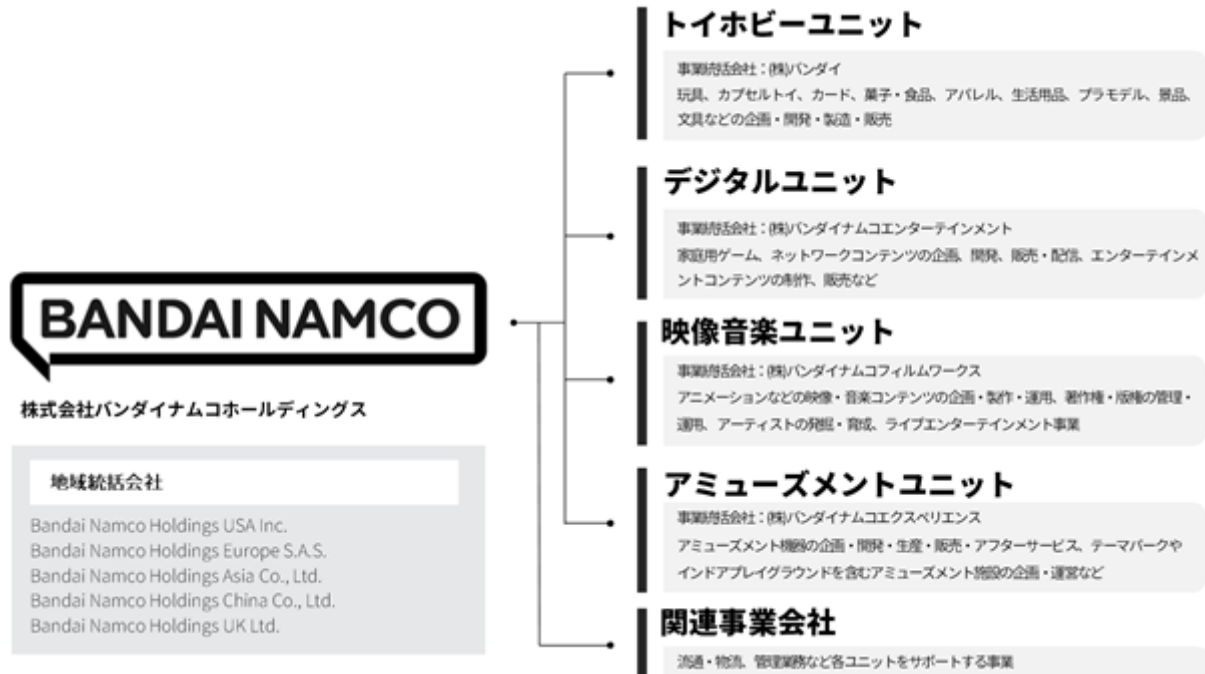 BANDAI NAMCO
株式会社バンダイナムコホールディングス
地域統括会社
Bandai Namco Holdings USA Inc.
Bandai Namco Holdings Europe S.A.S.
Bandai Namco Holdings Asia Co., Ltd.
Bandai Namco Holdings China Co., Ltd.
Bandai Namco Holdings UK Ltd.
トイホビーユニット
事業統括会社：(株)バンダイ
玩具、カプセルトイ、カード、菓子・食品、アパレル、生活用品、プラモデル、景品、
文具などの企画・開発・製造・販売
デジタルユニット
事業統括会社：(株)バンダイナムコエンターテインメント
家庭用ゲーム、ネットワークコンテンツの企画、開発、販売・配信、エンターテインメ
ントコンテンツの制作、販売など
映像音楽ユニット
事業統括会社：(株)バンダイナムコフィルムワークス
アニメーションなどの映像・音楽コンテンツの企画・製作・運用、著作権・版権の管理・
運用、アーティストの発掘・育成、ライブエンターテインメント事業
アミューズメントユニット
事業統括会社：(株)バンダイナムコエクスペリエンス
アミューズメント機器の企画・開発・生産・販売・アフターサービス、テーマパークや
インドアプレイグラウンドを含むアミューズメント施設の企画・運営など
関連事業会社
流通・物流、管理業務など各ユニットをサポートする事業